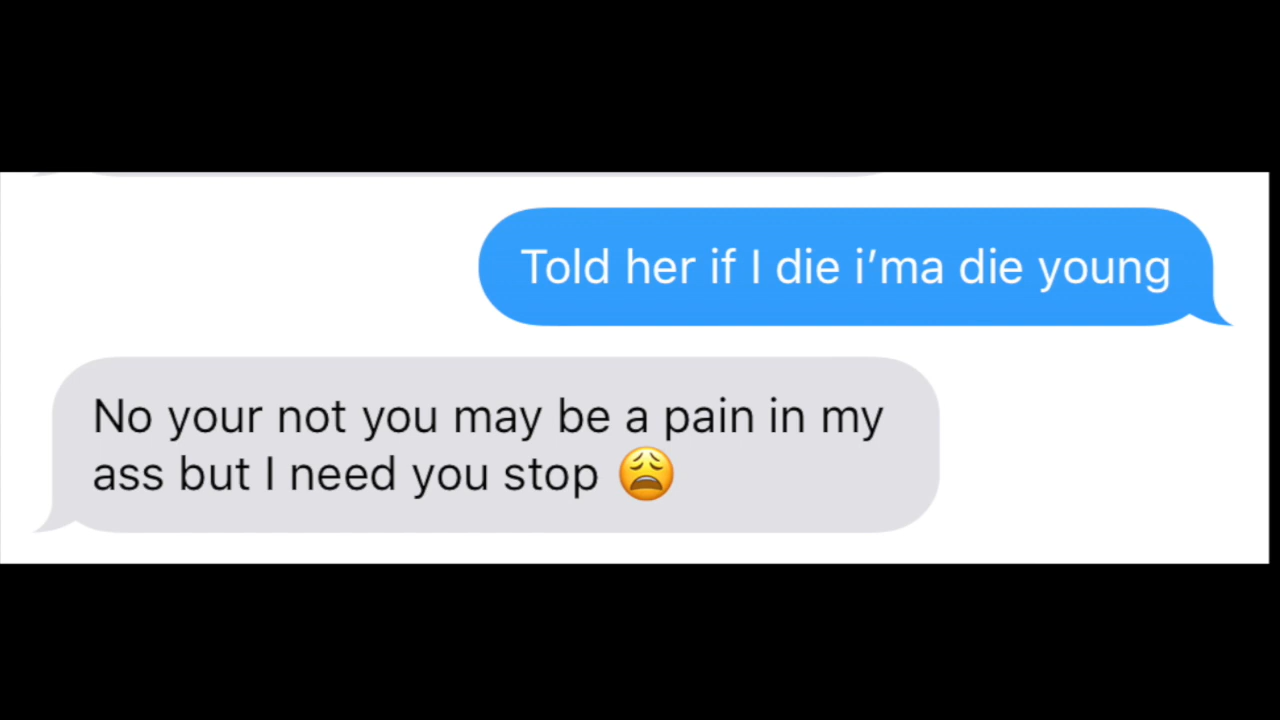 Told her if I die i’ma die young
No your not you may be a pain in my
ass but I need you stop 😩